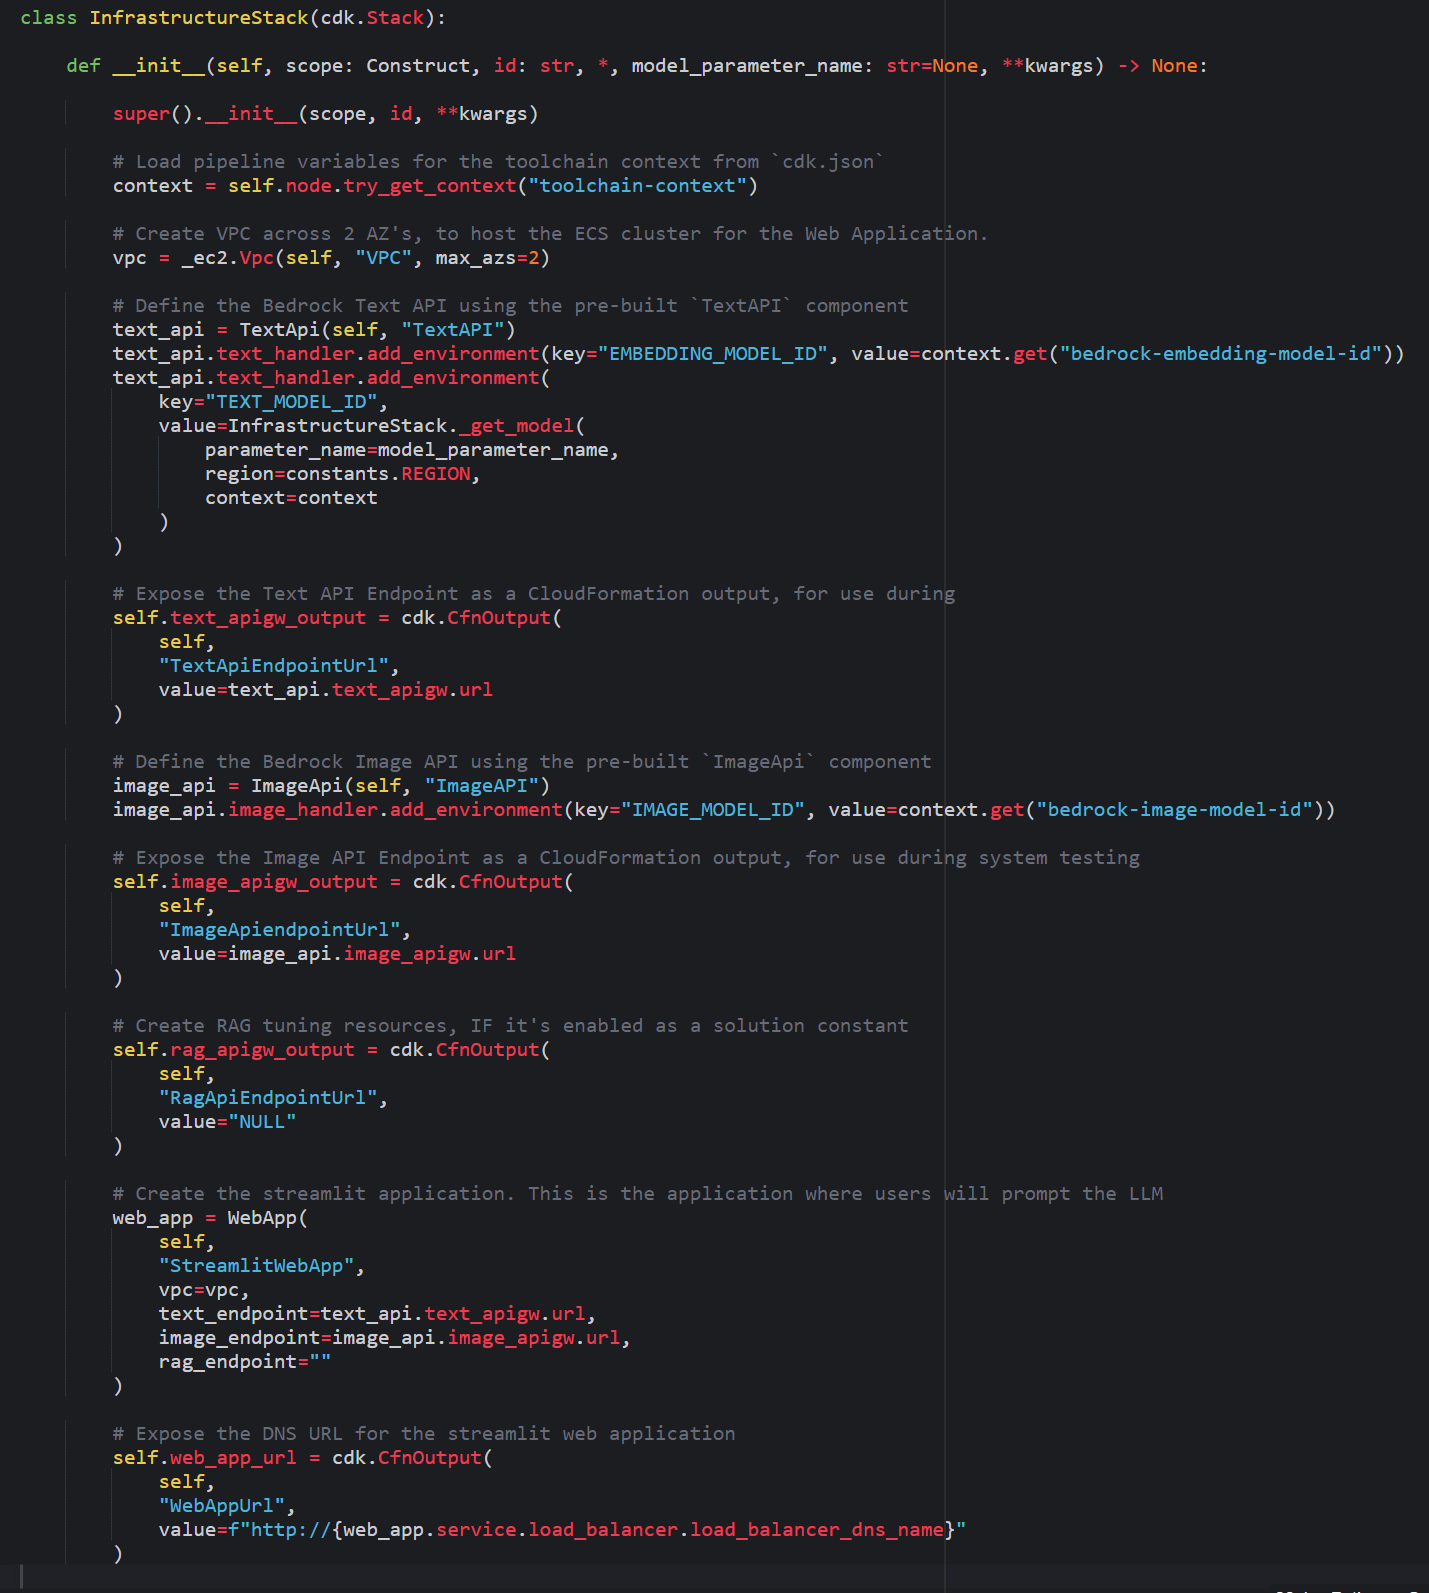 class InfrastructureStack(cdk.Stack):
def __init__(self, scope: Construct, id: str, *, model_parameter_name: str=None, **kwargs) -> None:
super().__init__(scope, id, **kwargs)
# Load pipeline variables for the toolchain context from `cdk.json`
context = self.node.try_get_context("toolchain-context")
# Create VPC across 2 AZ's, to host the ECS cluster for the Web Application.
vpc = _ec2.Vpc(self, "VPC", max_azs=2)
# Define the Bedrock Text API using the pre-built `TextAPI` component
text_api = TextApi(self, "TextAPI")
text_api.text_handler.add_environment(key="EMBEDDING_MODEL_ID", value=context.get("bedrock-embedding-model-id"))
text_api.text_handler.add_environment(
key="TEXT_MODEL_ID",
value=InfrastructureStack._get_model(
parameter_name=model_parameter_name,
region=constants.REGION,
context=context
)
)
# Expose the Text API Endpoint as a CloudFormation output, for use during
self.text_apigw_output = cdk.CfnOutput(
self,
"TextApiEndpointUrl",
value=text_api.text_apigw.url
)
# Define the Bedrock Image API using the pre-built `ImageApi` component
image_api = ImageApi(self, "ImageAPI")
image_api.image_handler.add_environment(key="IMAGE_MODEL_ID", value=context.get("bedrock-image-model-id"))
# Expose the Image API Endpoint as a CloudFormation output, for use during system testing
self.image_apigw_output = cdk.CfnOutput(
self,
"ImageApiendpointUrl",
value=image_api.image_apigw.url
)
# Create RAG tuning resources, IF it's enabled as a solution constant
self.rag_apigw_output = cdk.CfnOutput(
self,
"RagApiEndpointUrl",
value="NULL"
)
# Create the streamlit application. This is the application where users will prompt the LLM
web_app = WebApp(
self,
"StreamlitWebApp",
vpc=vpc,
text_endpoint=text_api.text_apigw.url,
image_endpoint=image_api.image_apigw.url,
rag_endpoint=""
)
# Expose the DNS URL for the streamlit web application
self.web_app_url = cdk.CfnOutput(
self,
"WebAppUrl",
value=f"http://{web_app.service.load_balancer.load_balancer_dns_name}"
)